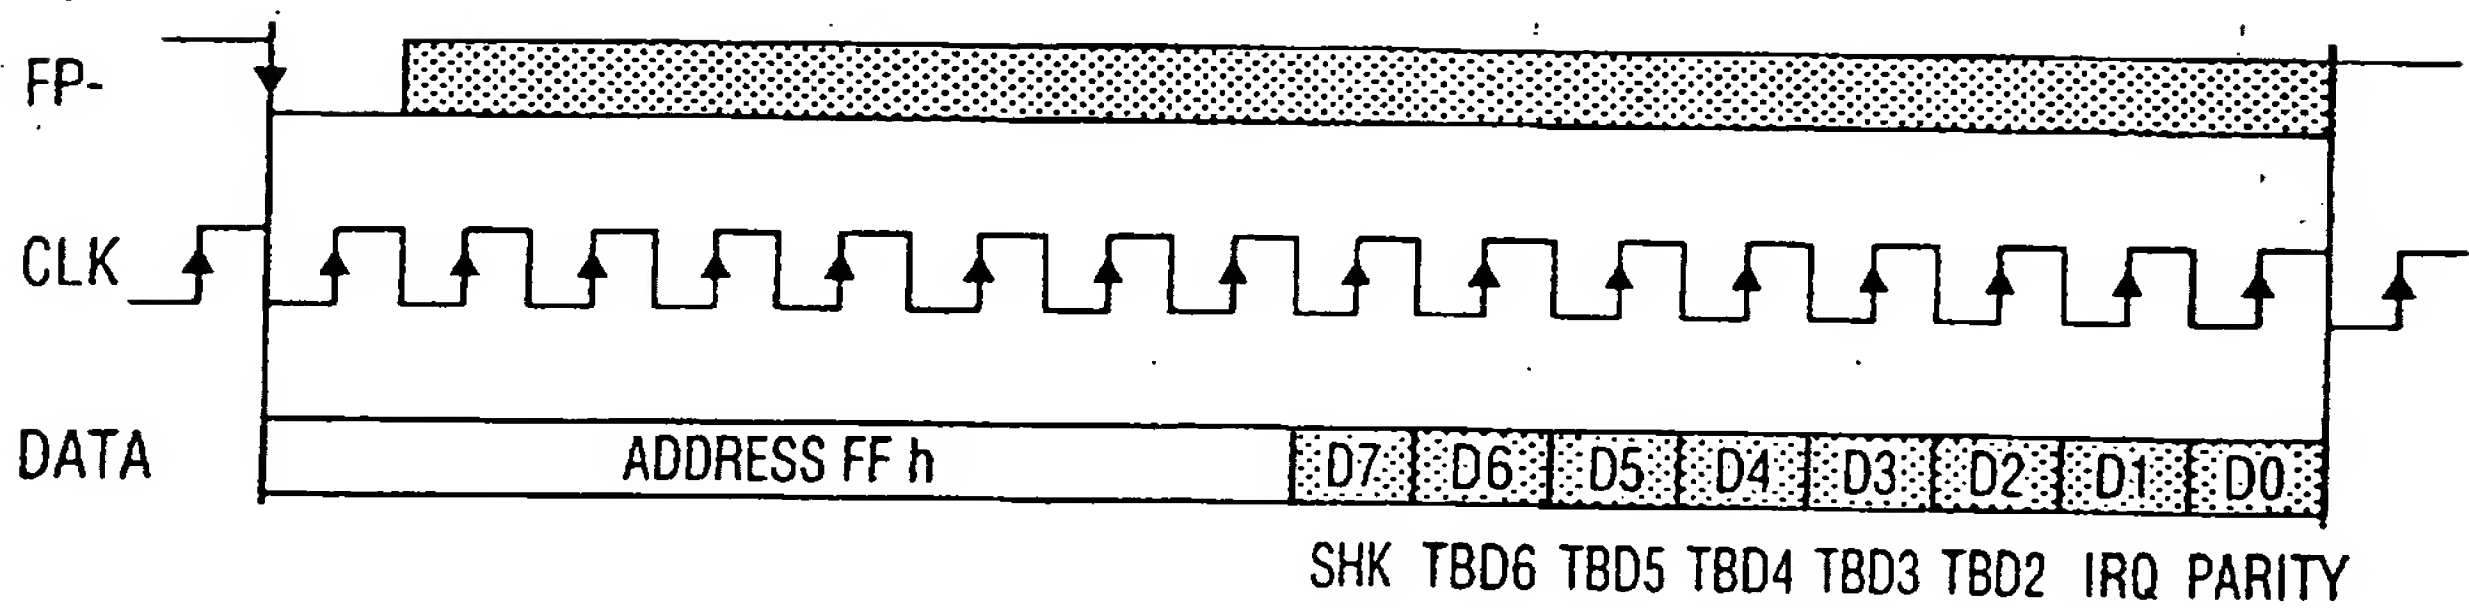 FP-
CLK
DATA
ADDRESS FF h D7 D6 D5 D4 D3 D2 D1 D0
SHK TBD6 TBD5 TBD4 TBD3 TBD2 IRQ PARITY